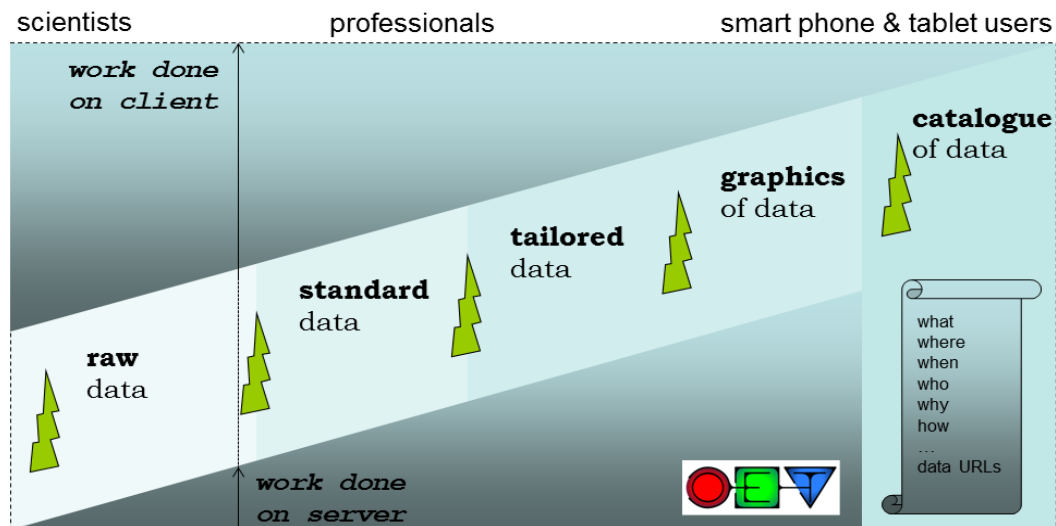 scientists
professionals
smart phone & tablet users
work done
on client
catalogue
of data
graphics
of data
tailored
data
standard
data
raw
data
what
where
when
who
why
how
...
data URLs
work done
on server